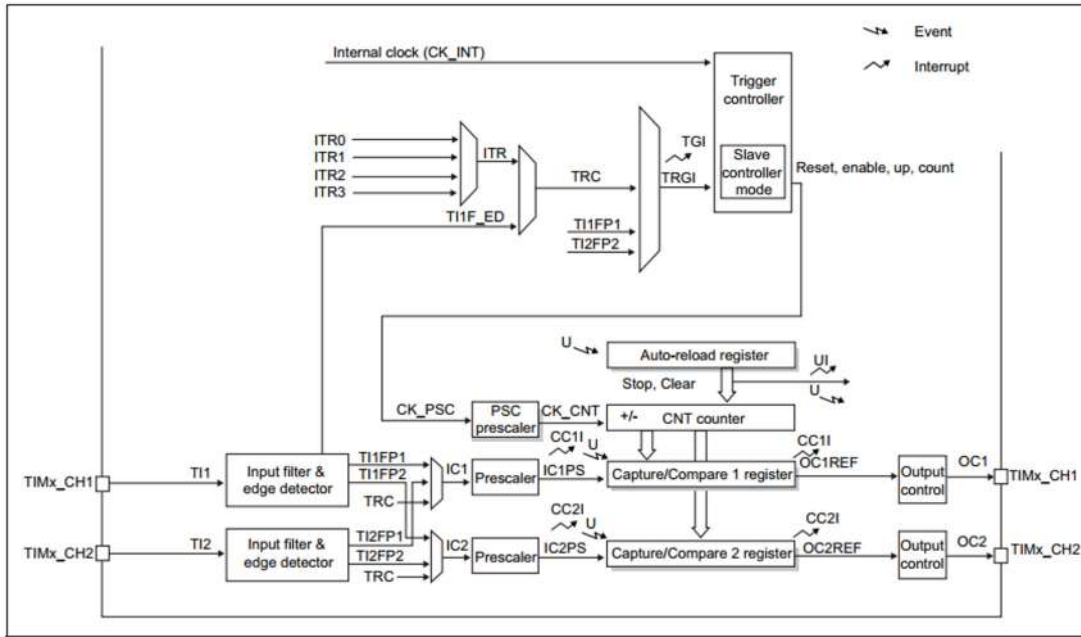 Event
Internal clock (CK_INT)
Interrupt
Trigger
controller
ITR0
ITR1
ITR2
ITR3
ITR
TGI
TRC
TRGI
Slave
controller
mode
Reset, enable, up, count
TI1F_ED
TI1FP1
TI2FP2
U
Auto-reload register
UI
Stop, Clear
U
CK_PSC
PSC
prescaler
CK_CNT
+/-
CNT counter
CC1I
U
CC1I
TIMx_CH1
TI1
Input filter &
edge detector
TI1FP1
TI1FP2
TRC
IC1
Prescaler
IC1PS
Capture/Compare 1 register
OC1REF
Output
control
OC1
TIMx_CH1
CC2I
U
CC2I
TIMx_CH2
TI2
Input filter &
edge detector
TI2FP1
TI2FP2
TRC
IC2
Prescaler
IC2PS
Capture/Compare 2 register
OC2REF
Output
control
OC2
TIMx_CH2